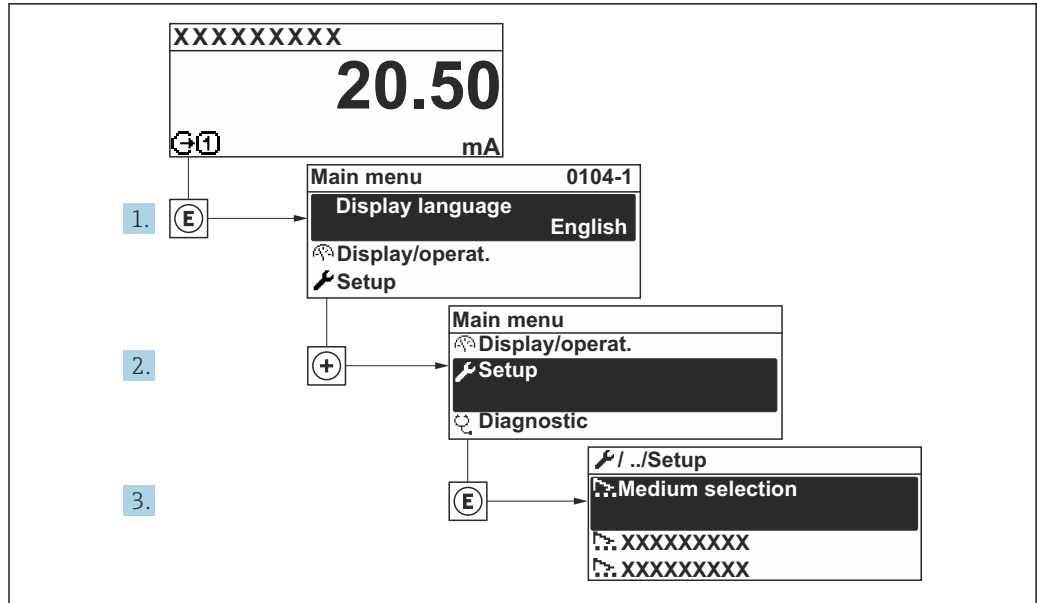 XXXXXXXXX
20.50
1 mA
Main menu 0104-1
Display language
English
Display/operat.
Setup
1. E
Main menu
Display/operat.
Setup
Diagnostic
2. +
/ ../Setup
Medium selection
XXXXXXXXX
XXXXXXXXX
3. E